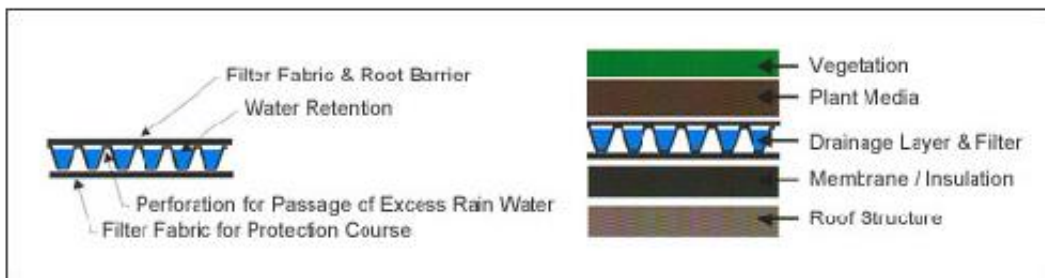 Filter Fabric & Root Barrier
Water Retention
Perforation for Passage of Excess Rain Water
Filter Fabric for Protection Course
Vegetation
Plant Media
Drainage Layer & Filter
Membrane / Insulation
Roof Structure